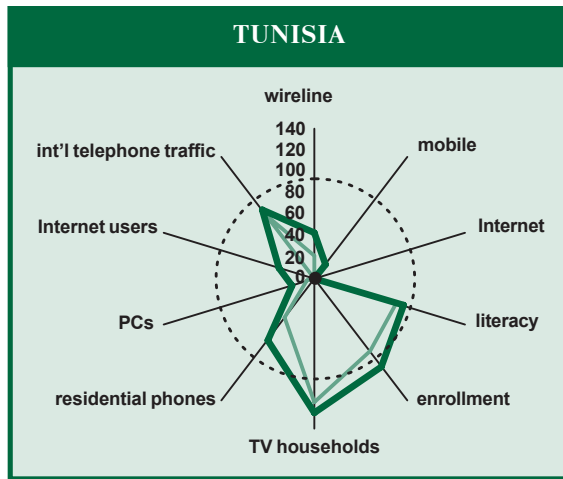 TUNISIA
wireline
140
120
100
80
60
40
20
0
mobile
Internet
literacy
enrollment
TV households
residential phones
PCs
Internet users
int'l telephone traffic